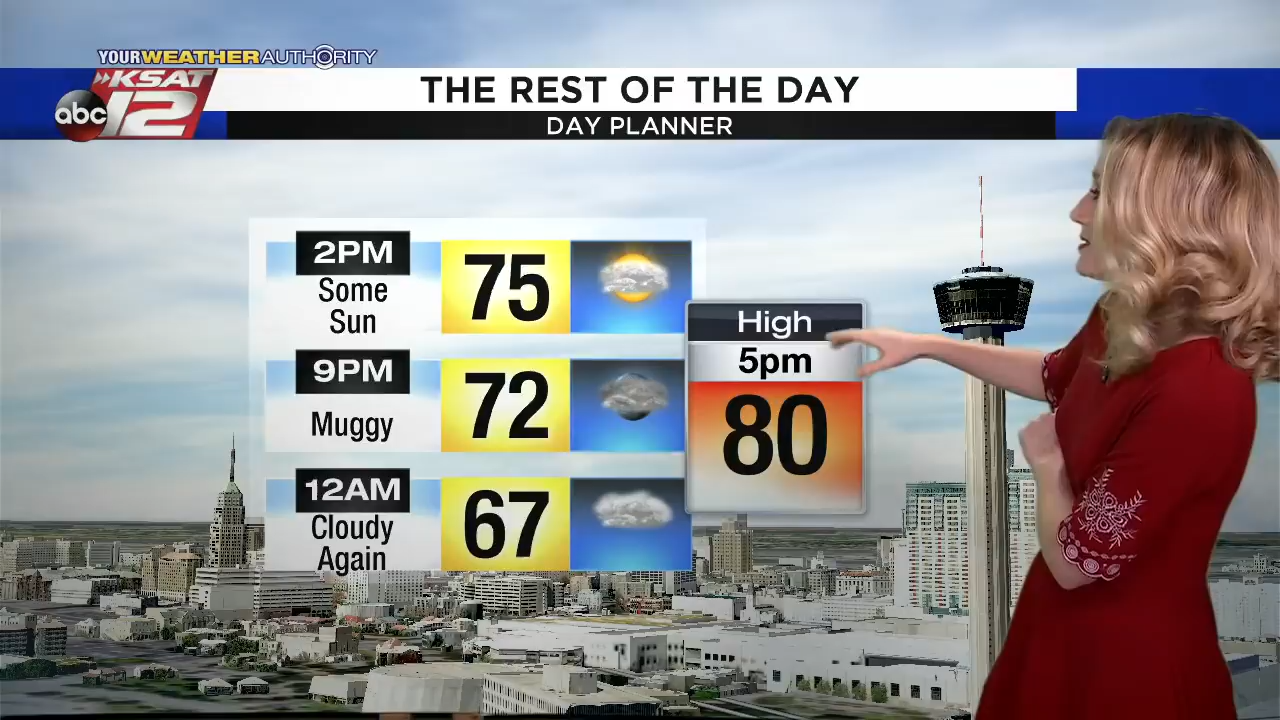 YOUR WEATHER AUTHORITY
KSAT
abc 12
THE REST OF THE DAY
DAY PLANNER
2PM
Some
Sun
75
9PM
Muggy
72
12AM
Cloudy
Again
67
High
5pm
80